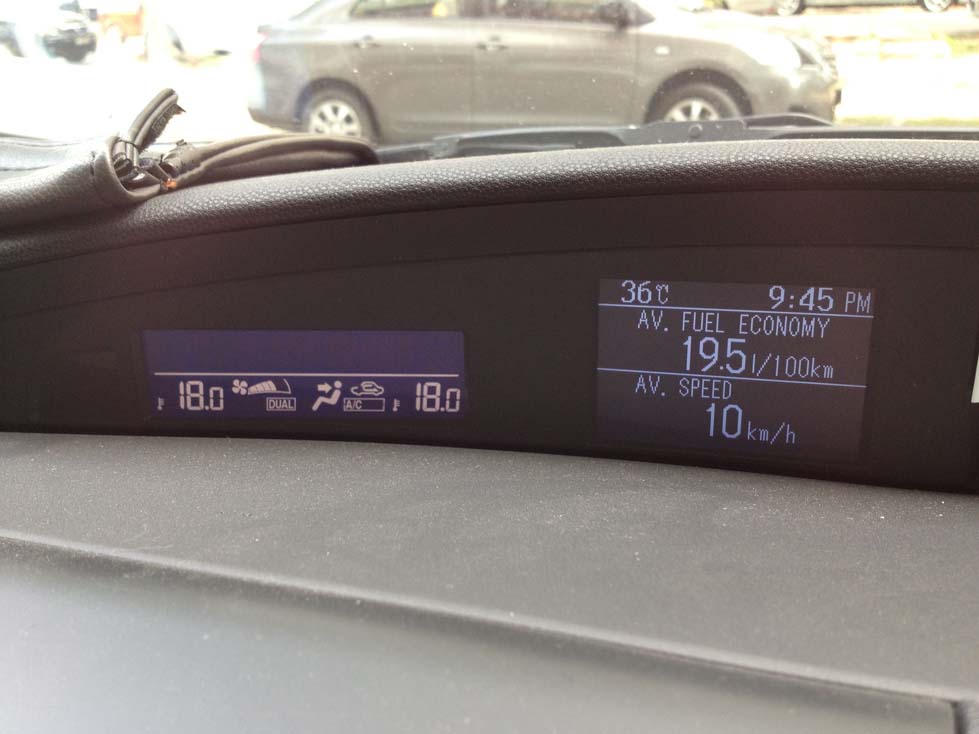 36℃ 9:45 PM
AV. FUEL ECONOMY
19.5 l/100km
AV. SPEED
10 km/h
18.0 DUAL A/C 18.0